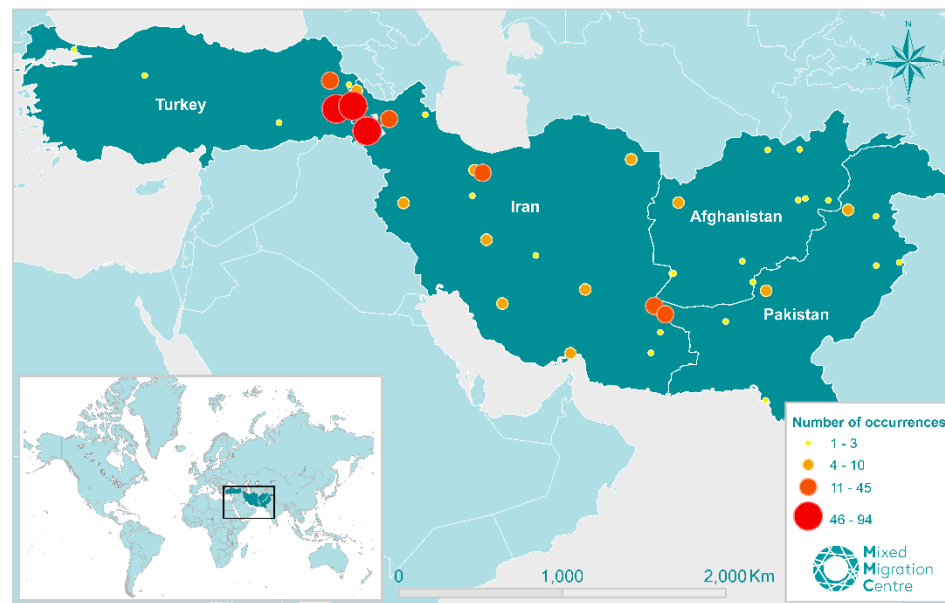 N
W
E
S
Turkey
Iran
Afghanistan
Pakistan
Number of occurrences
1 - 3
4 - 10
11 - 45
46 - 94
0
1,000
2,000 Km
Mixed
Migration
Centre